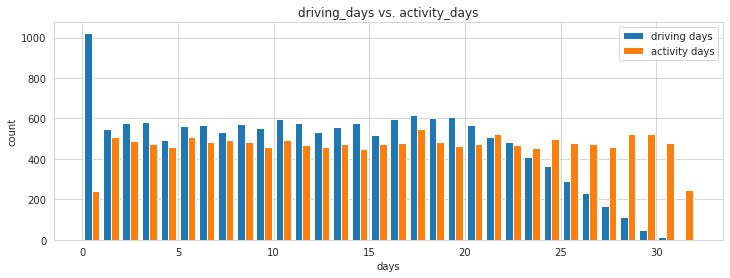 driving_days vs. activity_days
driving days
activity days
count
1000
800
600
400
200
0
0 5 10 15 20 25 30
days